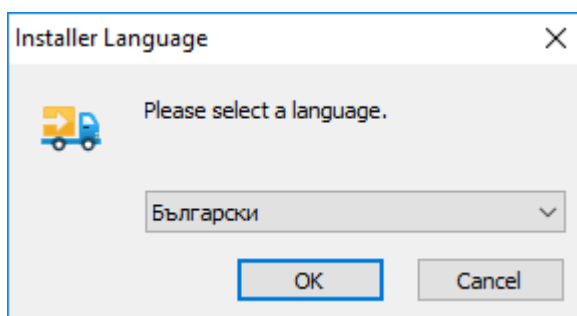 Installer Language
Please select a language.
Български
OK
Cancel